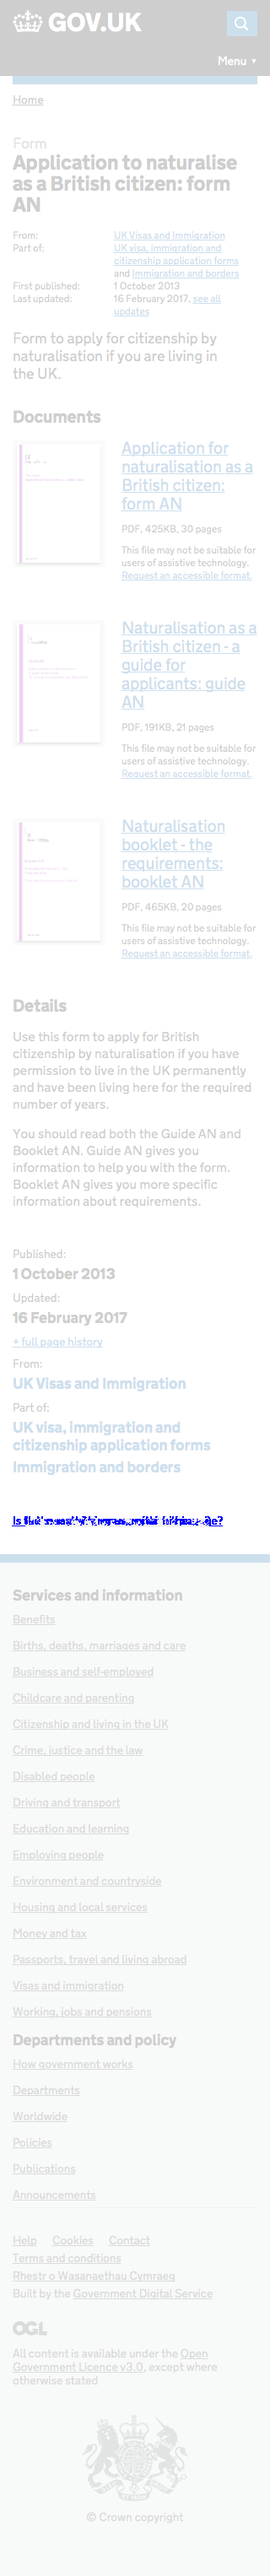 GOV.UK
Menu ▼
Home
Form
Application to naturalise
as a British citizen: form
AN
From: UK Visas and Immigration
Part of: UK visa, immigration and
citizenship application forms
and immigration and borders
First published: 1 October 2013
Last updated: 16 February 2017, see all
updates
Form to apply for citizenship by
naturalisation if you are living in
the UK.
Documents
Application for
naturalisation as a
British citizen:
form AN
PDF, 425KB, 30 pages
This file may not be suitable for
users of assistive technology.
Request an accessible format.
Naturalisation as a
British citizen - a
guide for
applicants: guide
AN
PDF, 191KB, 21 pages
This file may not be suitable for
users of assistive technology.
Request an accessible format.
Naturalisation
booklet - the
requirements:
booklet AN
PDF, 465KB, 20 pages
This file may not be suitable for
users of assistive technology.
Request an accessible format.
Details
Use this form to apply for British
citizenship by naturalisation if you have
permission to live in the UK permanently
and have been living here for the required
number of years.
You should read both the Guide AN and
Booklet AN. Guide AN gives you
information to help you with the form.
Booklet AN gives you more specific
information about requirements.
Published:
1 October 2013
Updated:
16 February 2017
+ full page history
From:
UK Visas and Immigration
Part of:
UK visa, immigration and
citizenship application forms
Immigration and borders
Is
Services and information
Benefits
Births, deaths, marriages and care
Business and self-employed
Childcare and parenting
Citizenship and living in the UK
Crime, justice and the law
Disabled people
Driving and transport
Education and learning
Employing people
Environment and countryside
Housing and local services
Money and tax
Passports, travel and living abroad
Visas and immigration
Working, jobs and pensions
Departments and policy
How government works
Departments
Worldwide
Policies
Publications
Announcements
Help Cookies Contact
Terms and conditions
Rhestr o Wasanaethau Cymraeg
Built by the Government Digital Service
OGL
All content is available under the Open
Government Licence v3.0, except where
otherwise stated
© Crown copyright